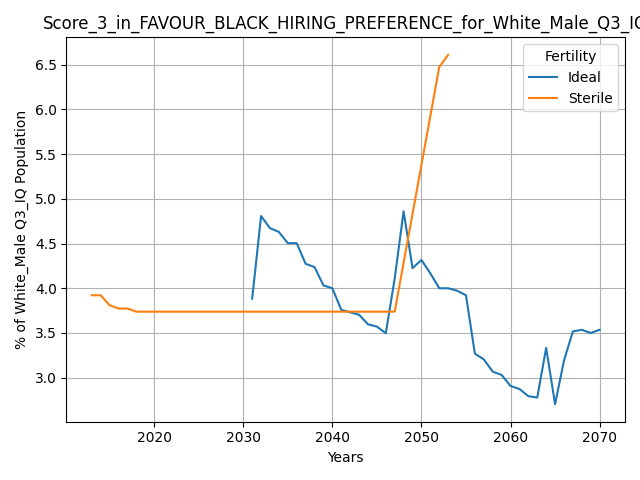 Score_3_in_FAVOUR_BLACK_HIRING_PREFERENCE_for_White_Male_Q3_IQ
Fertility
Ideal
Sterile
% of White_Male Q3_IQ Population
6.5
6.0
5.5
5.0
4.5
4.0
3.5
3.0
2020 2030 2040 2050 2060 2070
Years